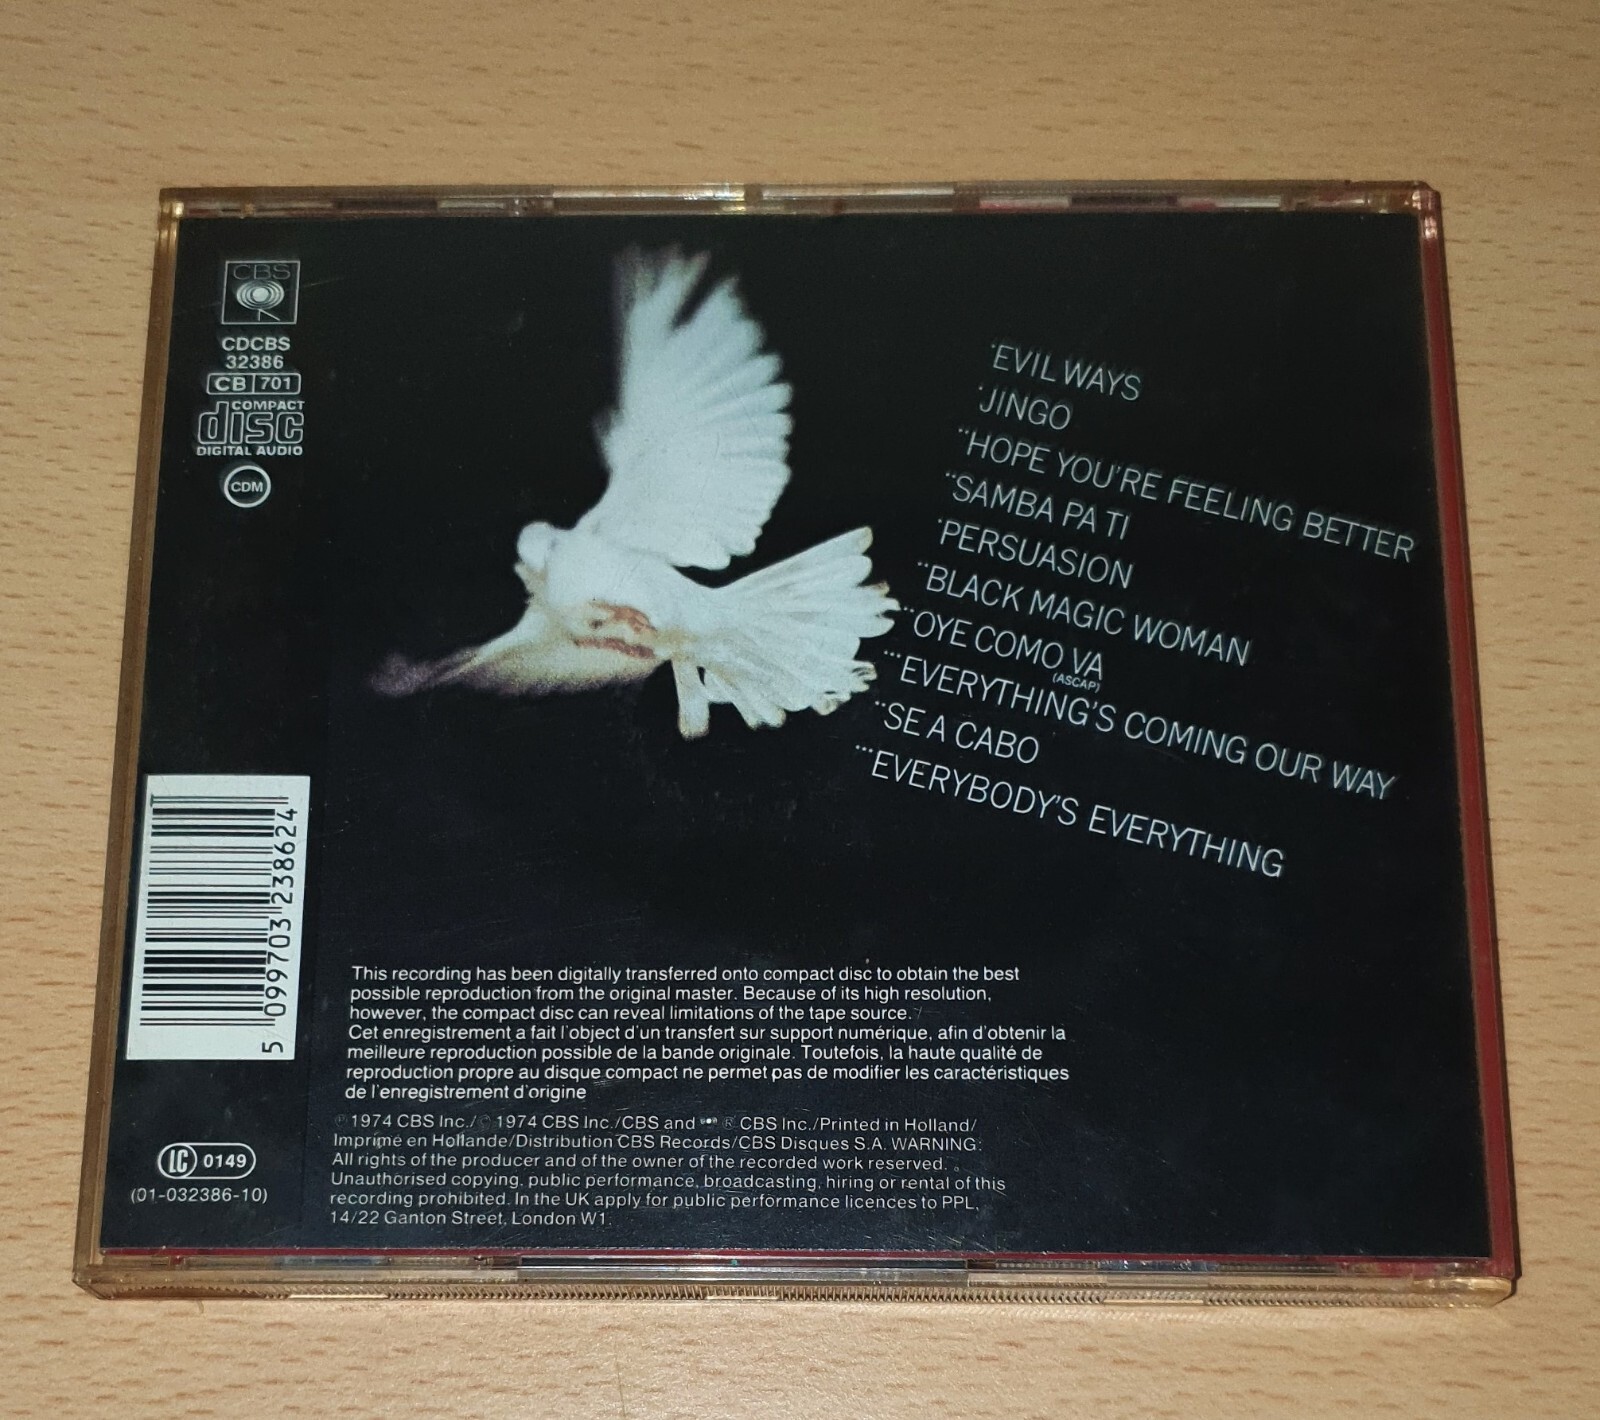 CBS
CDCBS
32386
CB 701
COMPACT
disc
DIGITAL AUDIO
CDM
·EVIL WAYS
·JINGO
··HOPE YOU'RE FEELING BETTER
··SAMBA PA TI
·PERSUASION
··BLACK MAGIC WOMAN
··OYE COMO VA
(ASCAP)
···EVERYTHING'S COMING OUR WAY
··SE A CABO
···EVERYBODY'S EVERYTHING
5 099703 238624
This recording has been digitally transferred onto compact disc to obtain the best
possible reproduction from the original master. Because of its high resolution,
however, the compact disc can reveal limitations of the tape source.
Cet enregistrement a fait l'object d'un transfert sur support numérique, afin d'obtenir la
meilleure reproduction possible de la bande originale. Toutefois, la haute qualité de
reproduction propre au disque compact ne permet pas de modifier les caractéristiques
de l'enregistrement d'origine
℗ 1974 CBS Inc./© 1974 CBS Inc./CBS and ® CBS Inc./Printed in Holland/
Imprimé en Hollande/Distribution CBS Records/CBS Disques S.A. WARNING:
All rights of the producer and of the owner of the recorded work reserved.
Unauthorised copying, public performance, broadcasting, hiring or rental of this
recording prohibited. In the UK apply for public performance licences to PPL,
14/22 Ganton Street, London W1.
LC 0149
(01-032386-10)